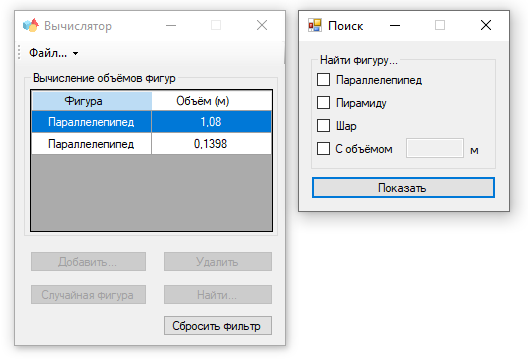 Вычислятор
Файл...
Вычисление объёмов фигур
Фигура Объём (м)
Параллелепипед 1,08
Параллелепипед 0,1398
Добавить... Удалить
Случайная фигура Найти...
Сбросить фильтр
Поиск
Найти фигуру...
Параллелепипед
Пирамиду
Шар
С объёмом м
Показать